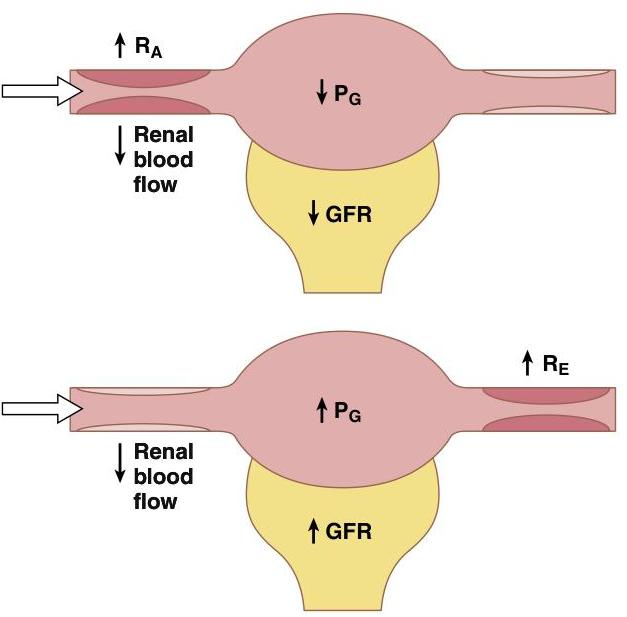 ↑ RA
↓ PG
↓ Renal
blood
flow
↓ GFR
↑ RE
↑ PG
↓ Renal
blood
flow
↑ GFR